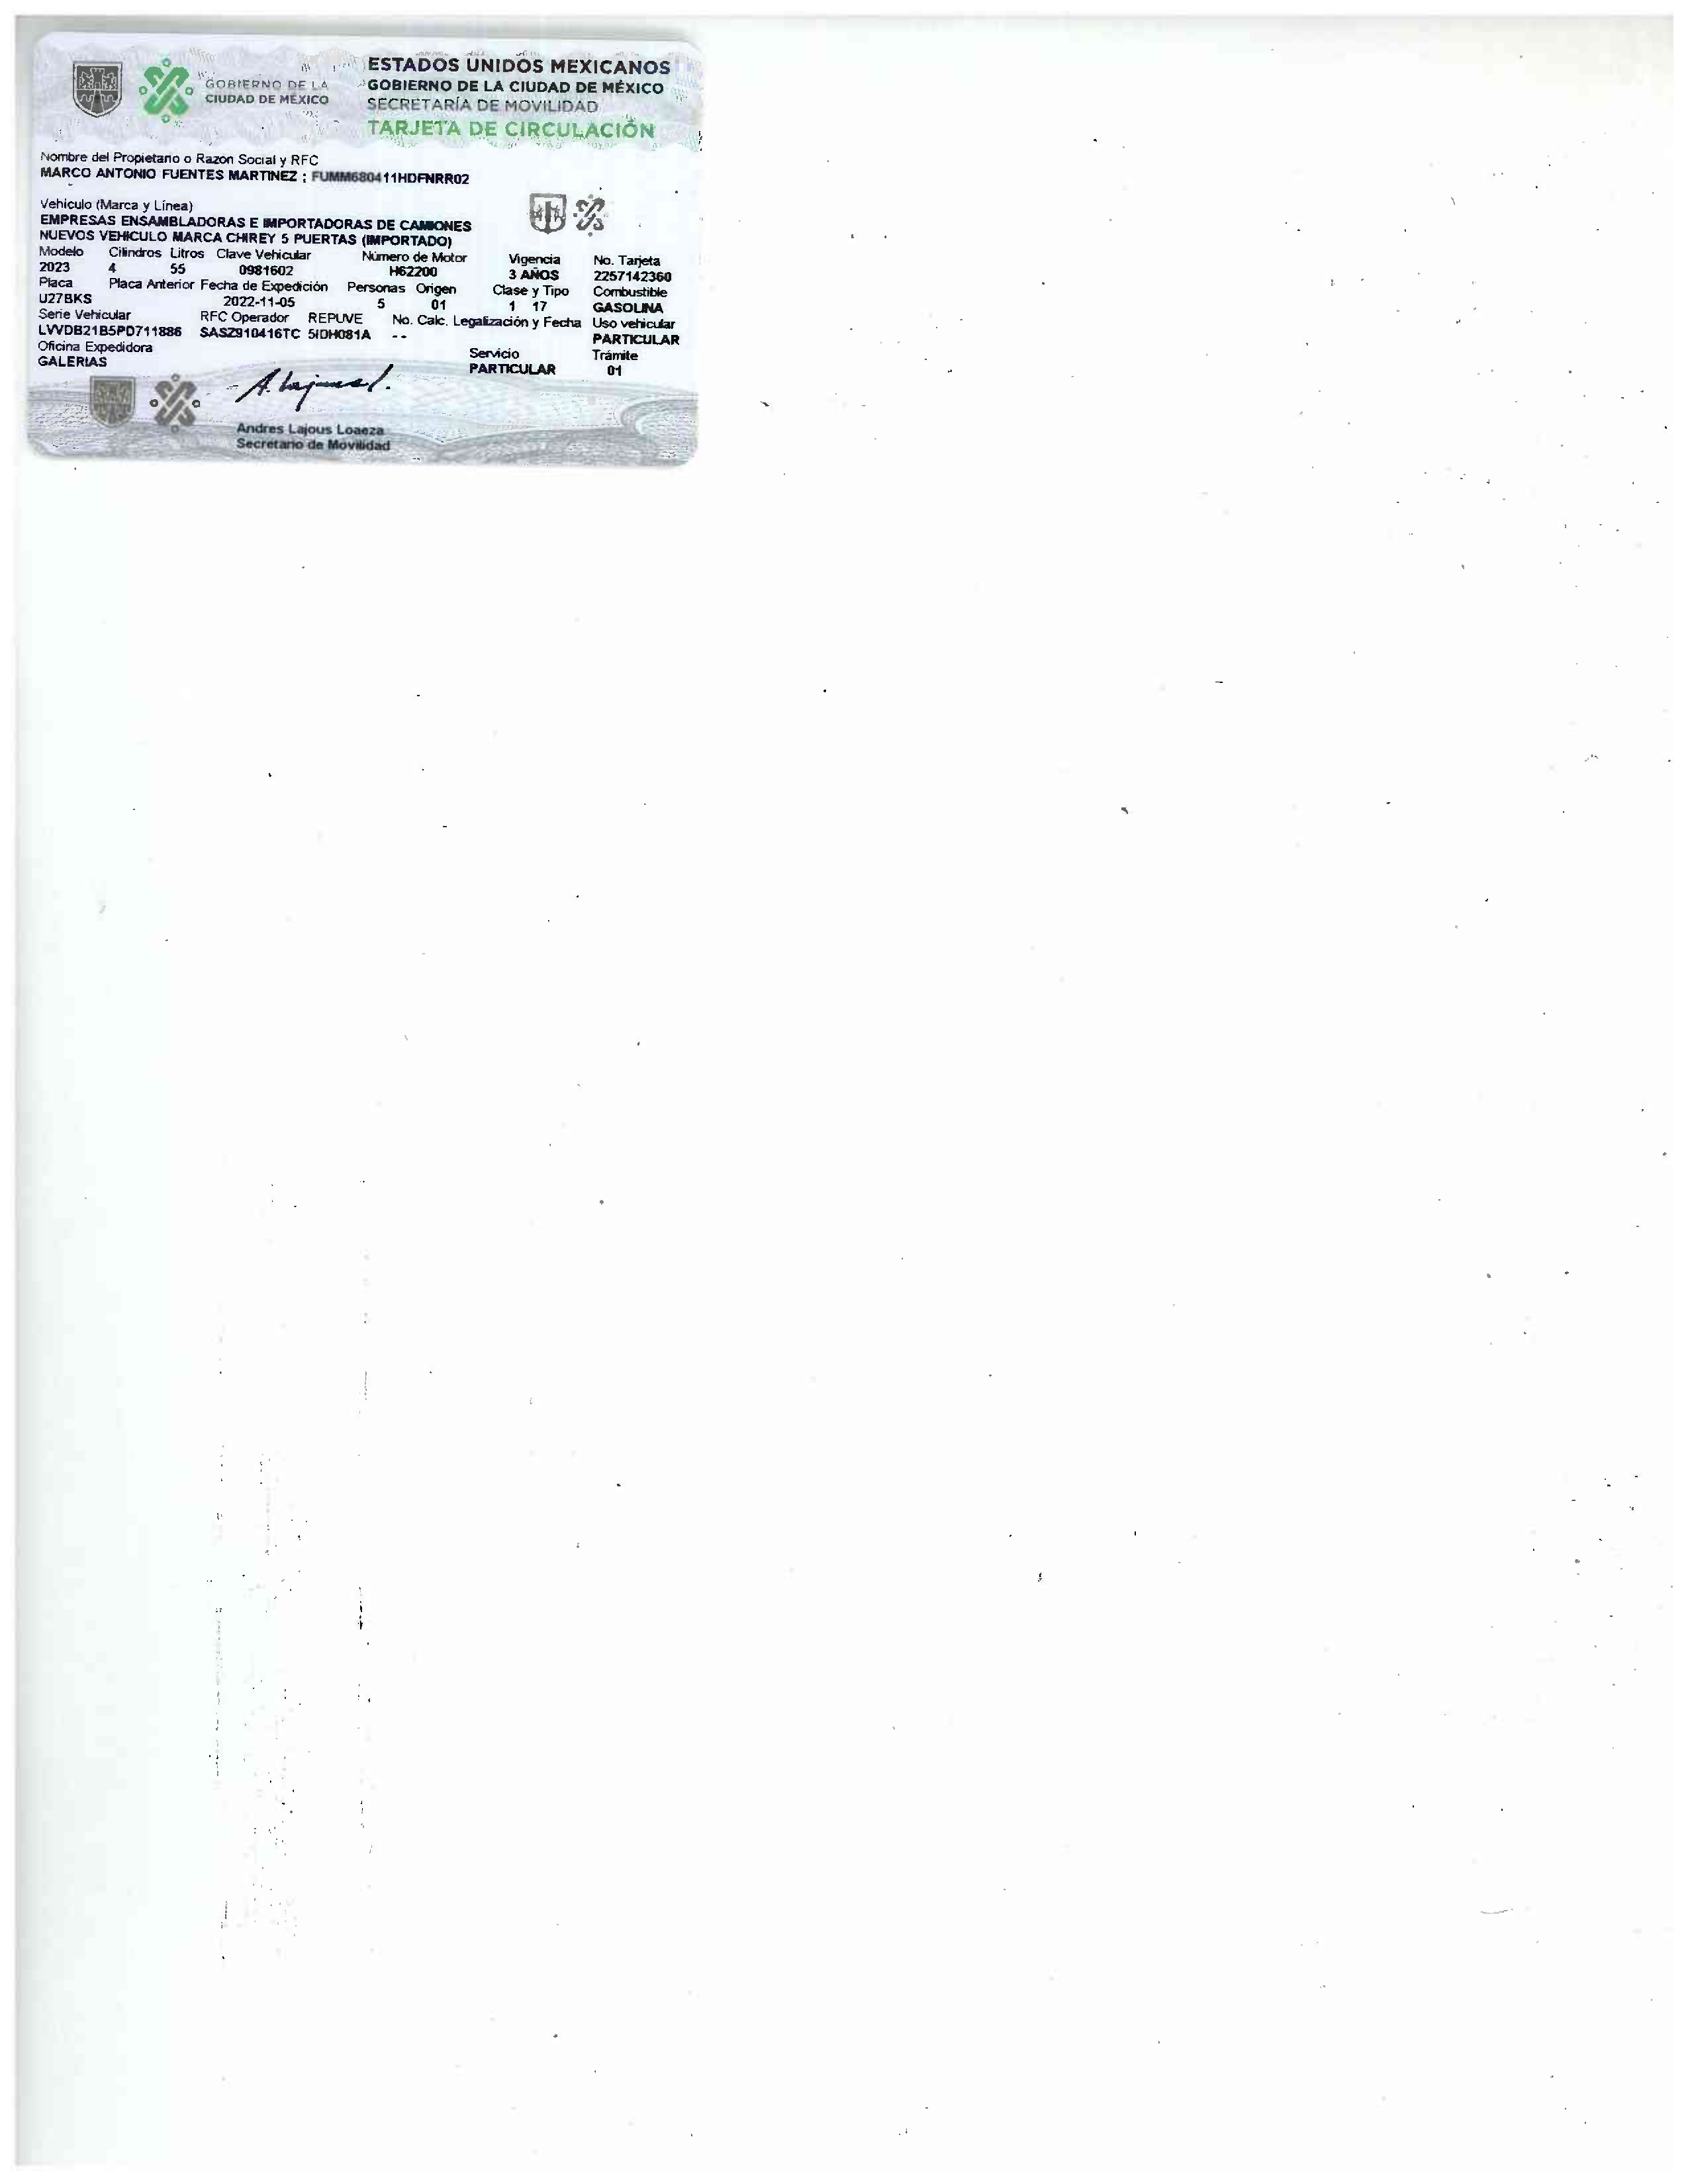 GOBIERNO DE LA
CIUDAD DE MÉXICO
ESTADOS UNIDOS MEXICANOS
GOBIERNO DE LA CIUDAD DE MÉXICO
SECRETARÍA DE MOVILIDAD
TARJETA DE CIRCULACIÓN
Nombre del Propietario o Razon Social y RFC
MARCO ANTONIO FUENTES MARTINEZ ; FUMM680411HDFNRR02
Vehiculo (Marca y Línea)
EMPRESAS ENSAMBLADORAS E IMPORTADORAS DE CAMIONES
NUEVOS VEHICULO MARCA CHIREY 5 PUERTAS (IMPORTADO)
Modelo Cilindros Litros Clave Vehicular Número de Motor Vigencia No. Tarjeta
2023 4 55 0981602 H62200 3 AÑOS 2257142360
Placa Placa Anterior Fecha de Expedición Personas Origen Clase y Tipo Combustible
U27BKS 2022-11-05 5 01 1 17 GASOLINA
Serie Vehicular RFC Operador REPUVE No. Calc. Legalización y Fecha Uso vehicular
LVVDB21B5PD711886 SASZ910416TC 5IDH081A -- PARTICULAR
Oficina Expedidora Servicio Trámite
GALERIAS PARTICULAR 01
Andres Lajous Loaeza
Secretario de Movilidad